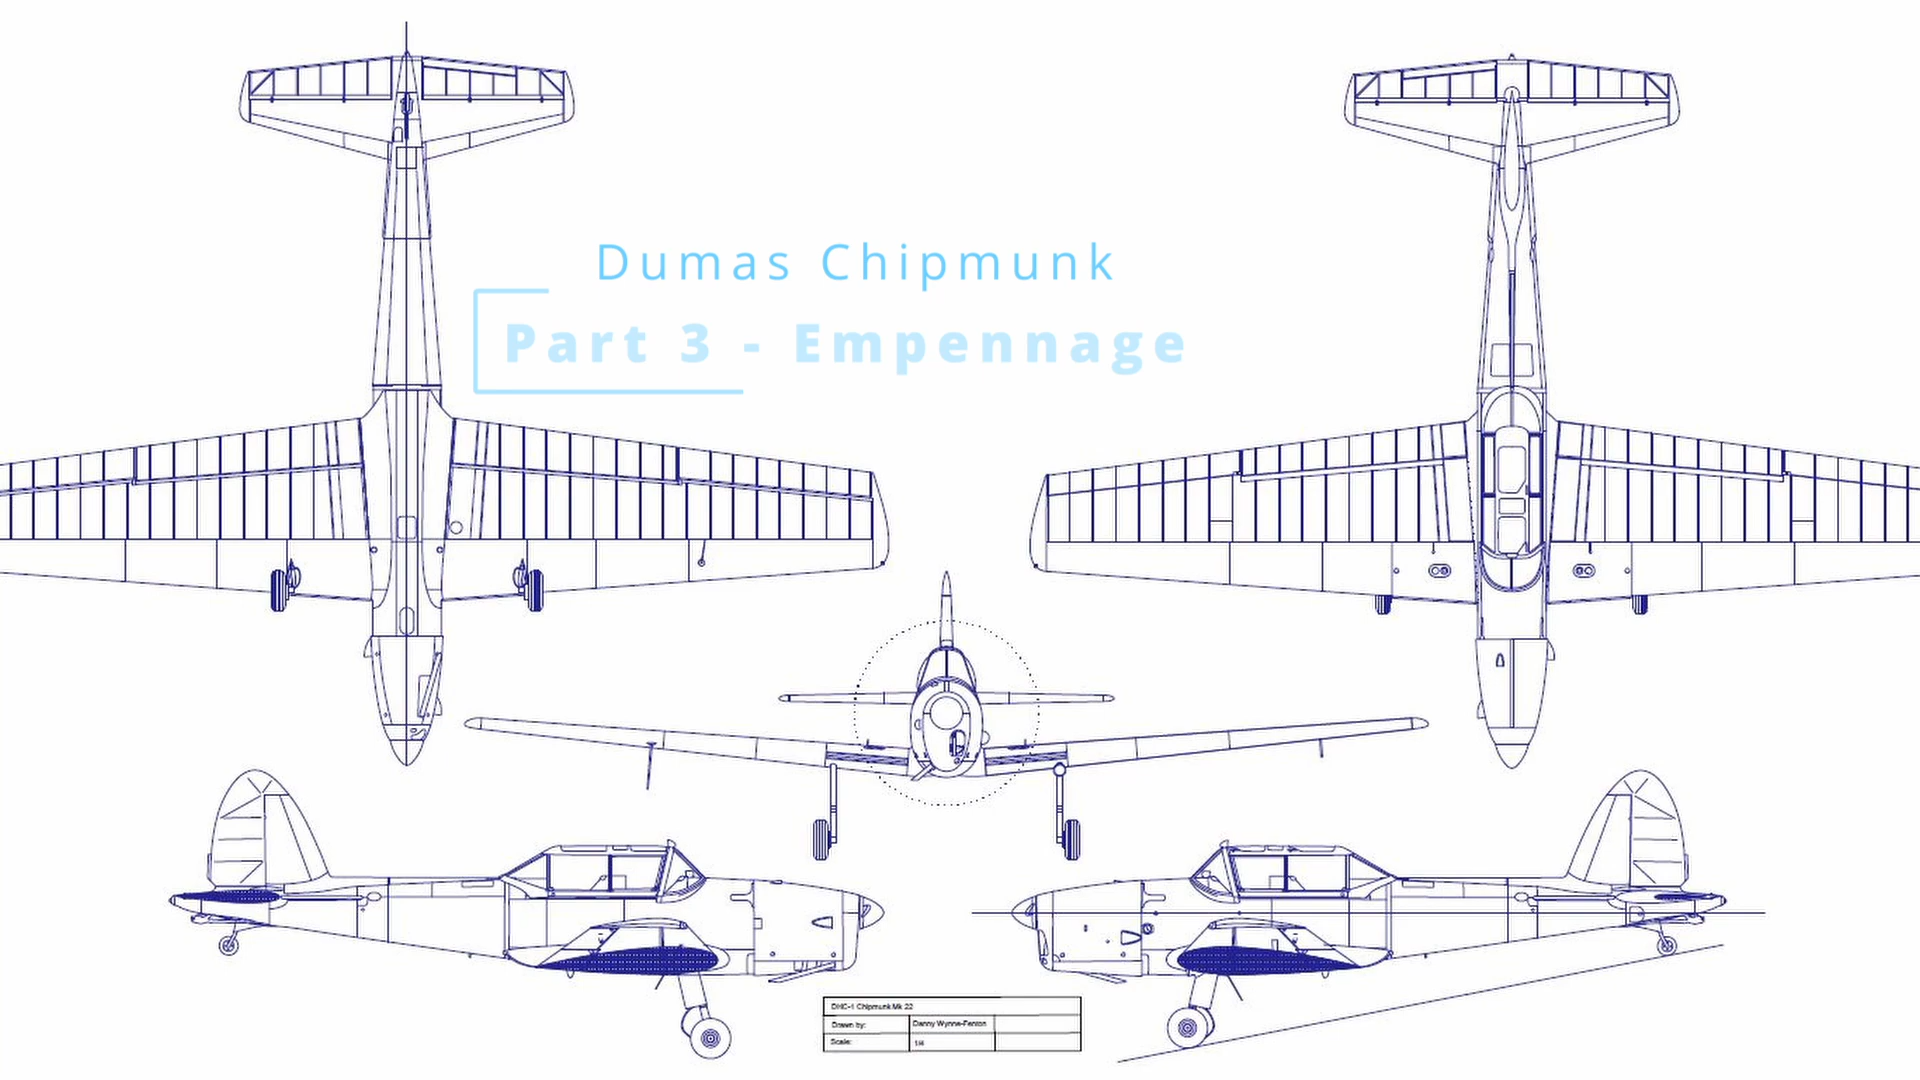 Dumas Chipmunk
Part 3 - Empennage
DHC-1 Chipmunk Mk 22
Drawn by: Danny Wynne-Fenton
Scale: